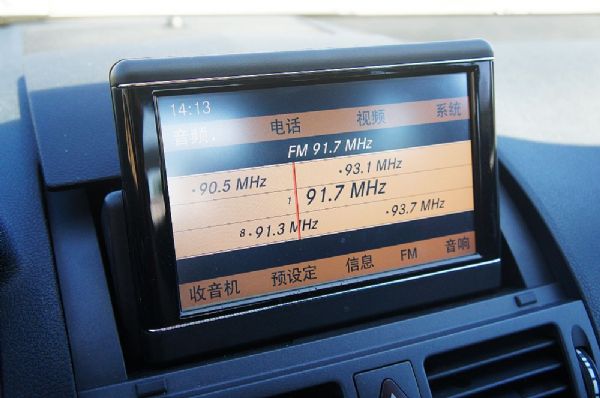 14:13
音频. 电话 视频 系统
FM 91.7 MHz
·90.5 MHz ·93.1 MHz
1 91.7 MHz
8·91.3 MHz ·93.7 MHz
收音机 预设定 信息 FM 音响